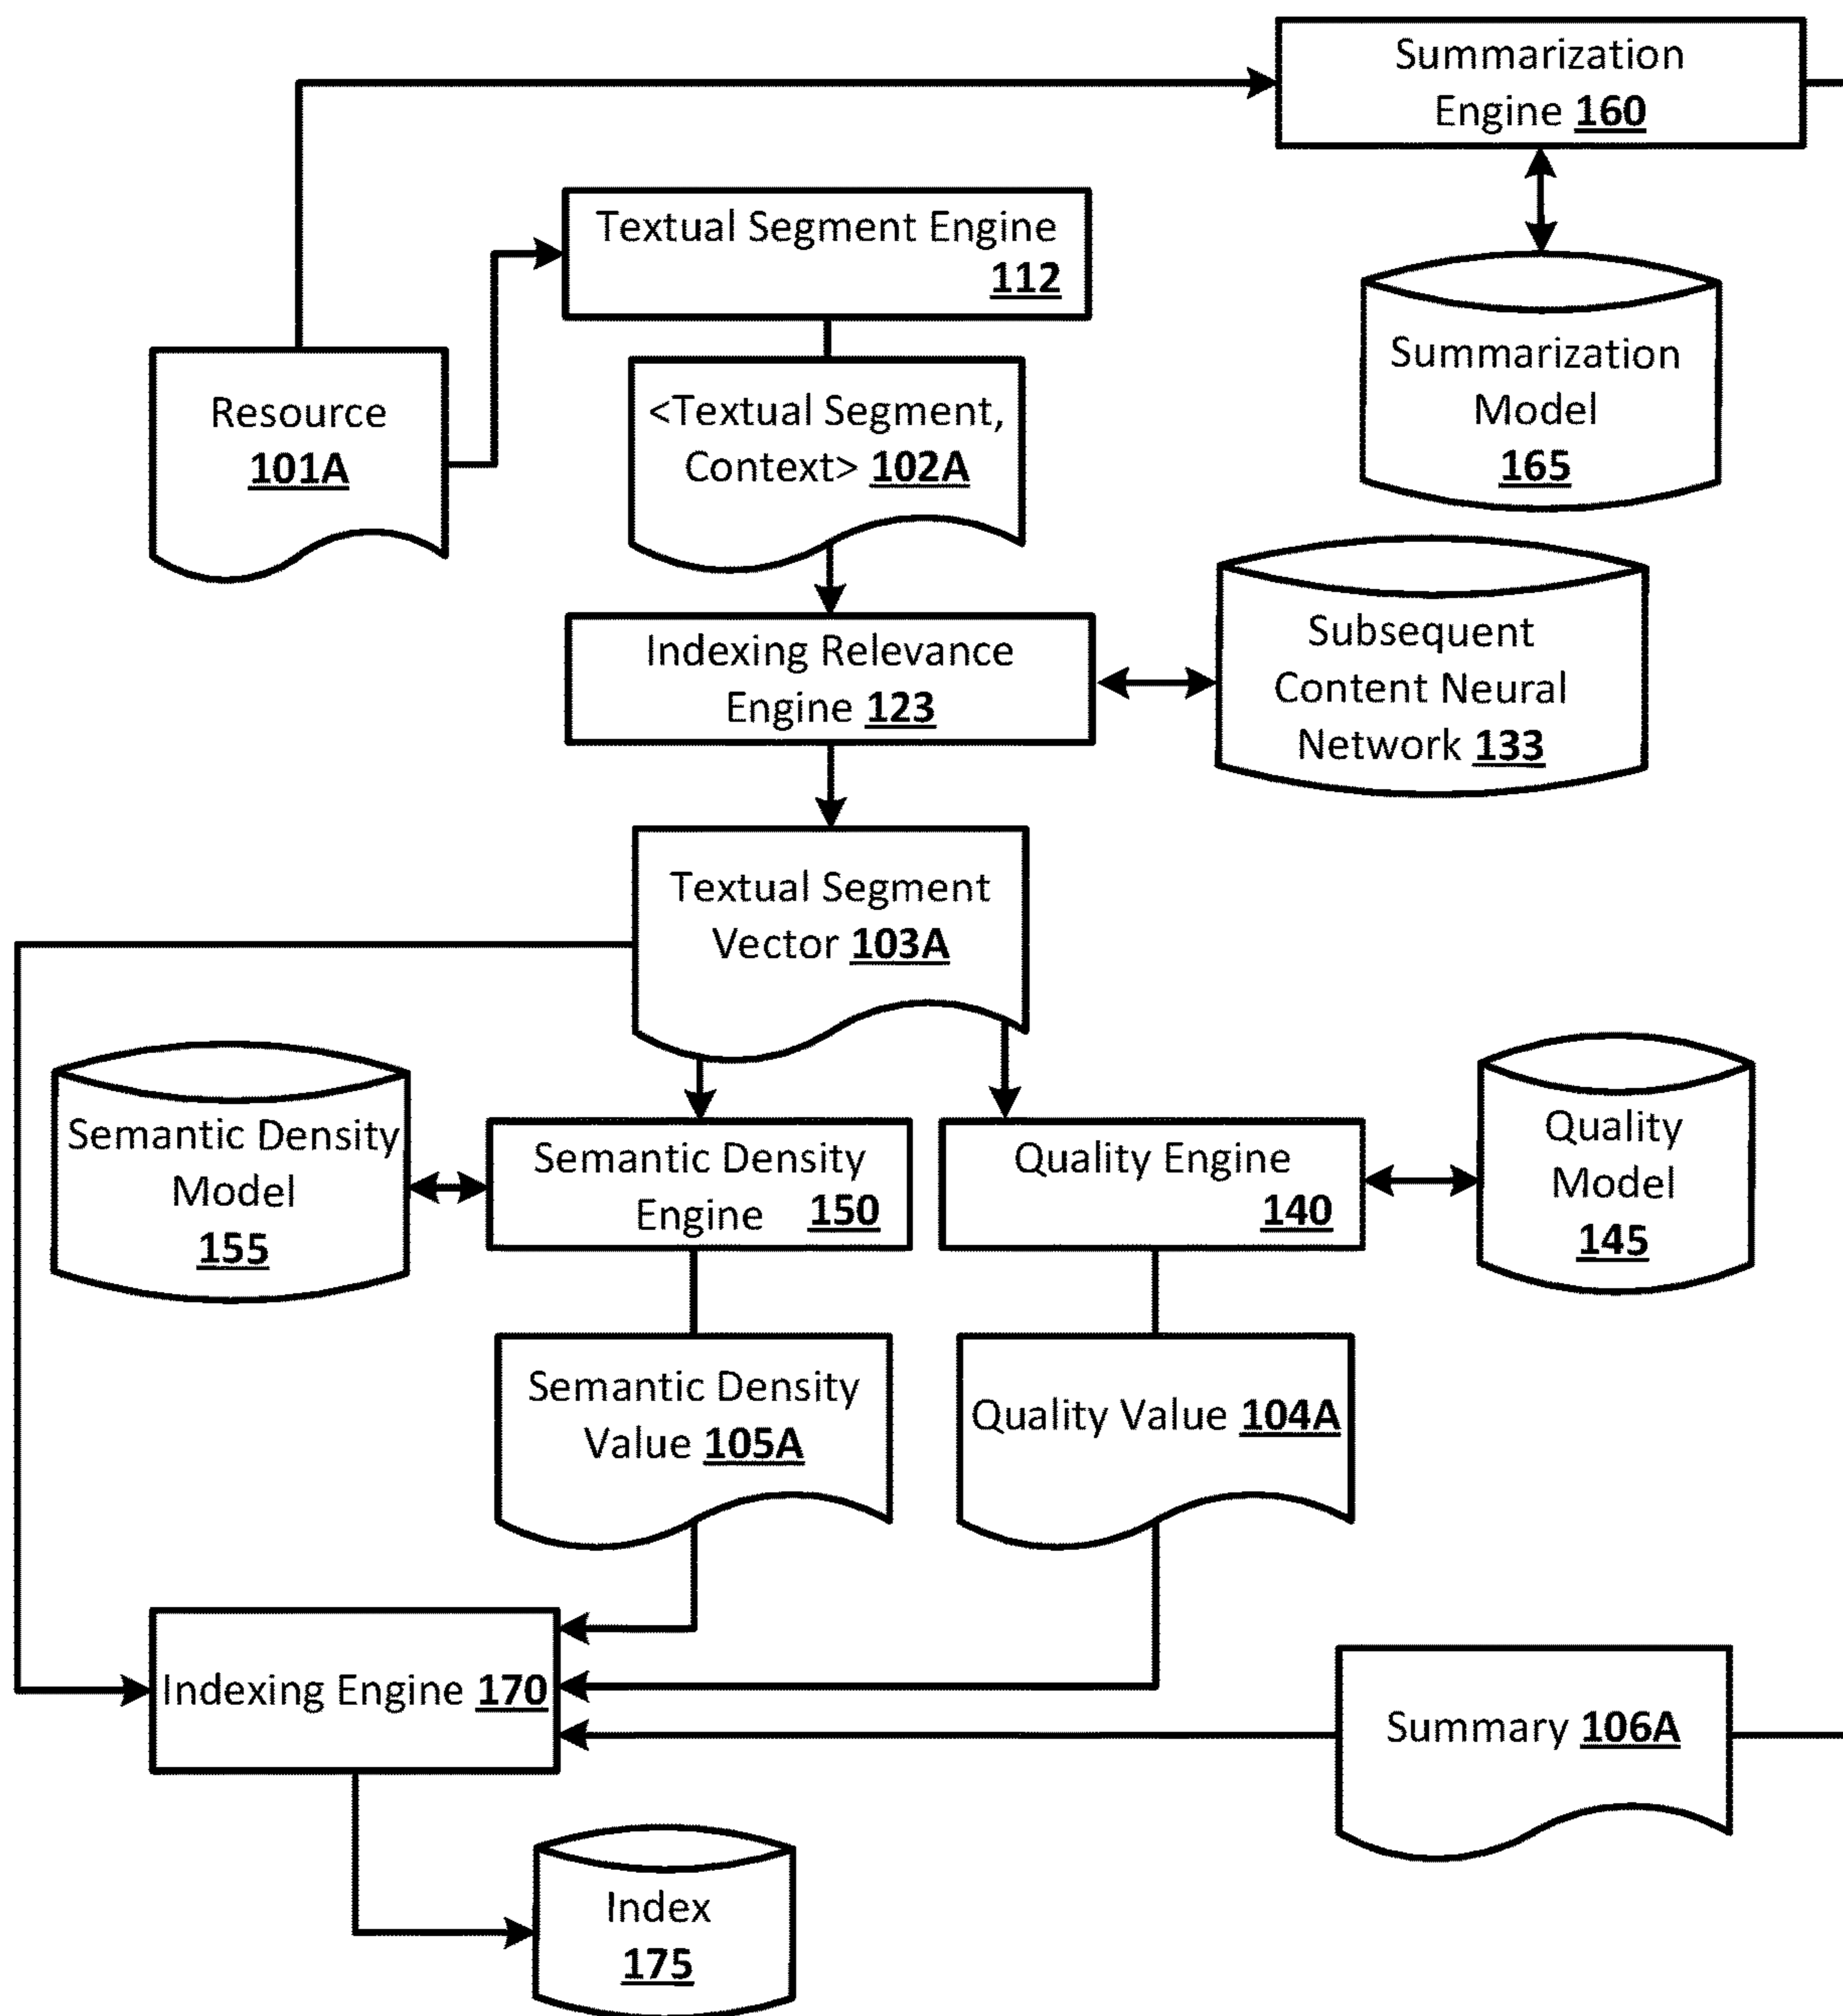 Summarization
Engine 160
Textual Segment Engine
112
Summarization
Model
165
Resource
101A
<Textual Segment,
Context> 102A
Indexing Relevance
Engine 123
Subsequent
Content Neural
Network 133
Textual Segment
Vector 103A
Semantic Density
Model
155
Semantic Density
Engine 150
Quality Engine
140
Quality
Model
145
Semantic Density
Value 105A
Quality Value 104A
Indexing Engine 170
Summary 106A
Index
175